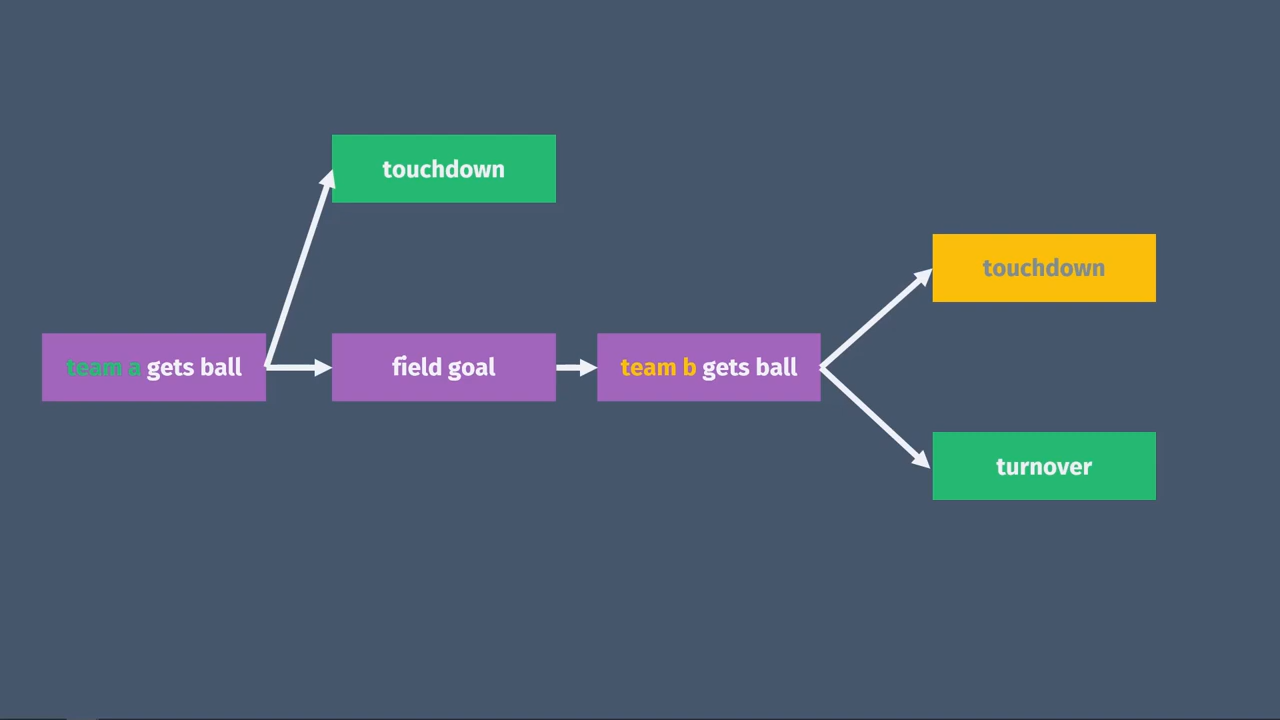 touchdown
touchdown
team a gets ball
field goal
team b gets ball
turnover